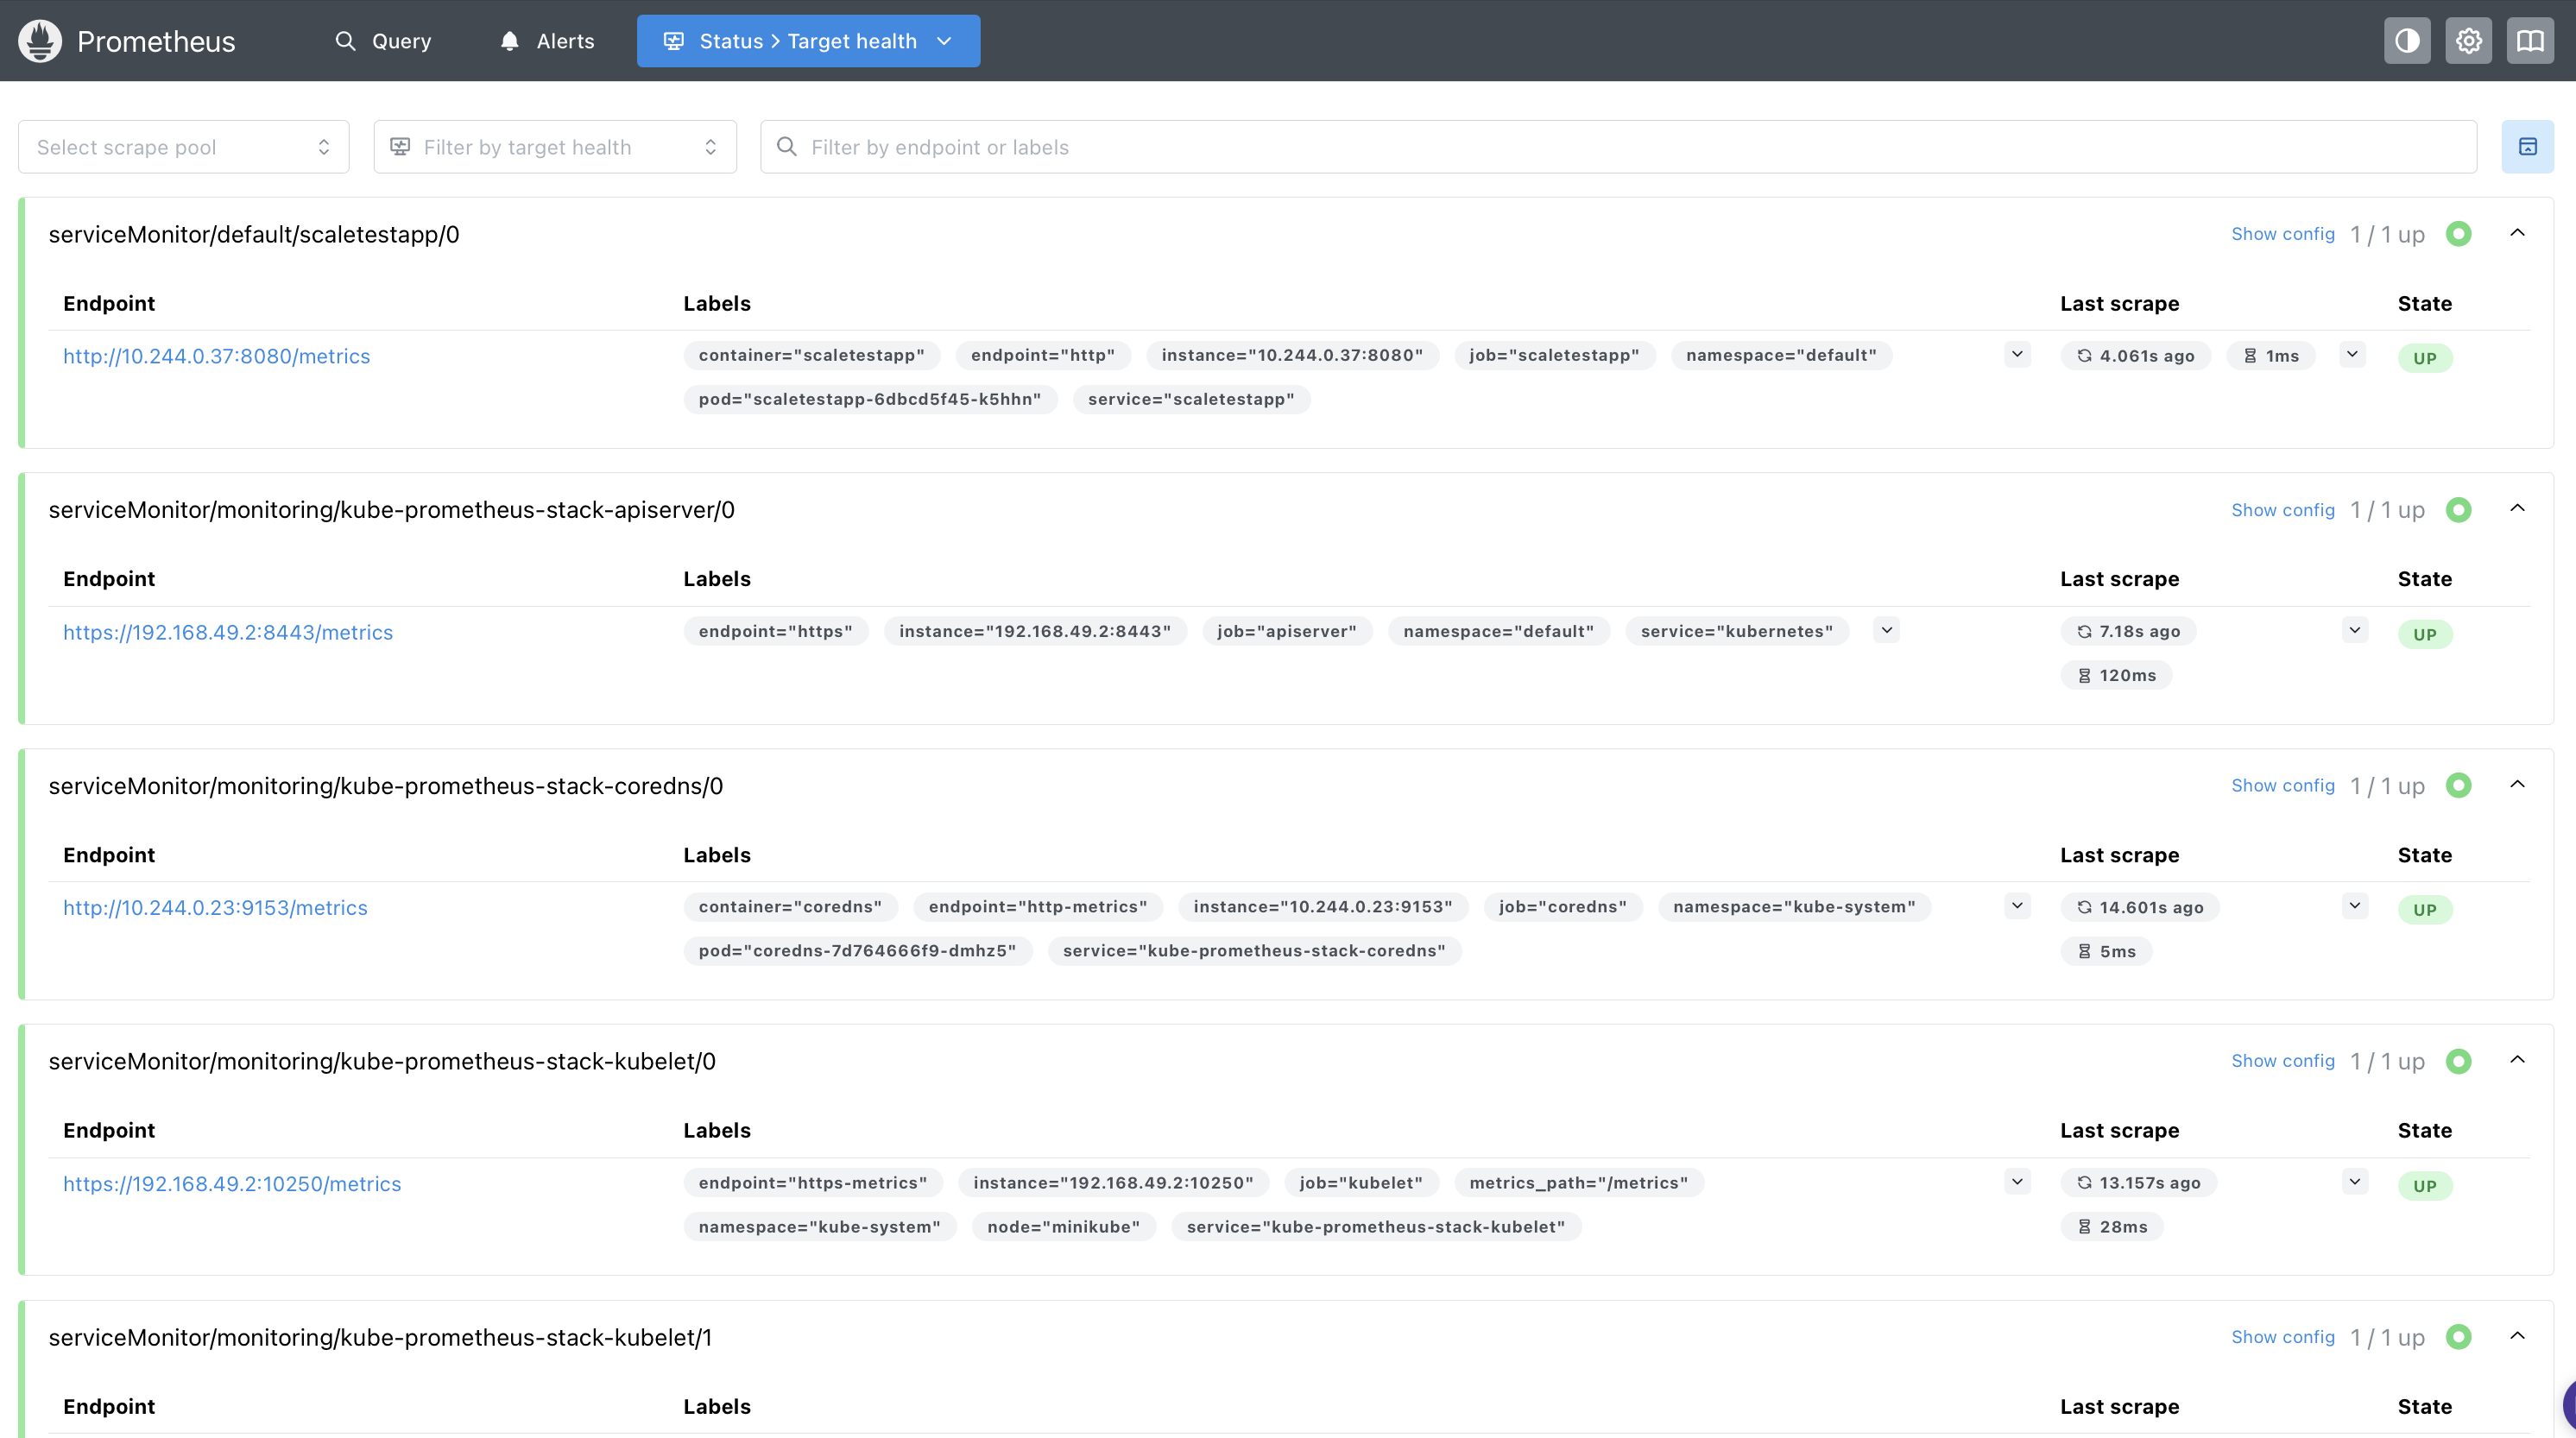 Prometheus Query Alerts Status > Target health
Select scrape pool Filter by target health Filter by endpoint or labels
serviceMonitor/default/scaletestapp/0 Show config 1 / 1 up
Endpoint Labels Last scrape State
http://10.244.0.37:8080/metrics container="scaletestapp" endpoint="http" instance="10.244.0.37:8080" job="scaletestapp" namespace="default" 4.061s ago 1ms UP
pod="scaletestapp-6dbcd5f45-k5hhn" service="scaletestapp"
serviceMonitor/monitoring/kube-prometheus-stack-apiserver/0 Show config 1 / 1 up
Endpoint Labels Last scrape State
https://192.168.49.2:8443/metrics endpoint="https" instance="192.168.49.2:8443" job="apiserver" namespace="default" service="kubernetes" 7.18s ago UP
120ms
serviceMonitor/monitoring/kube-prometheus-stack-coredns/0 Show config 1 / 1 up
Endpoint Labels Last scrape State
http://10.244.0.23:9153/metrics container="coredns" endpoint="http-metrics" instance="10.244.0.23:9153" job="coredns" namespace="kube-system" 14.601s ago UP
pod="coredns-7d764666f9-dmhz5" service="kube-prometheus-stack-coredns" 5ms
serviceMonitor/monitoring/kube-prometheus-stack-kubelet/0 Show config 1 / 1 up
Endpoint Labels Last scrape State
https://192.168.49.2:10250/metrics endpoint="https-metrics" instance="192.168.49.2:10250" job="kubelet" metrics_path="/metrics" 13.157s ago UP
namespace="kube-system" node="minikube" service="kube-prometheus-stack-kubelet" 28ms
serviceMonitor/monitoring/kube-prometheus-stack-kubelet/1 Show config 1 / 1 up
Endpoint Labels Last scrape State